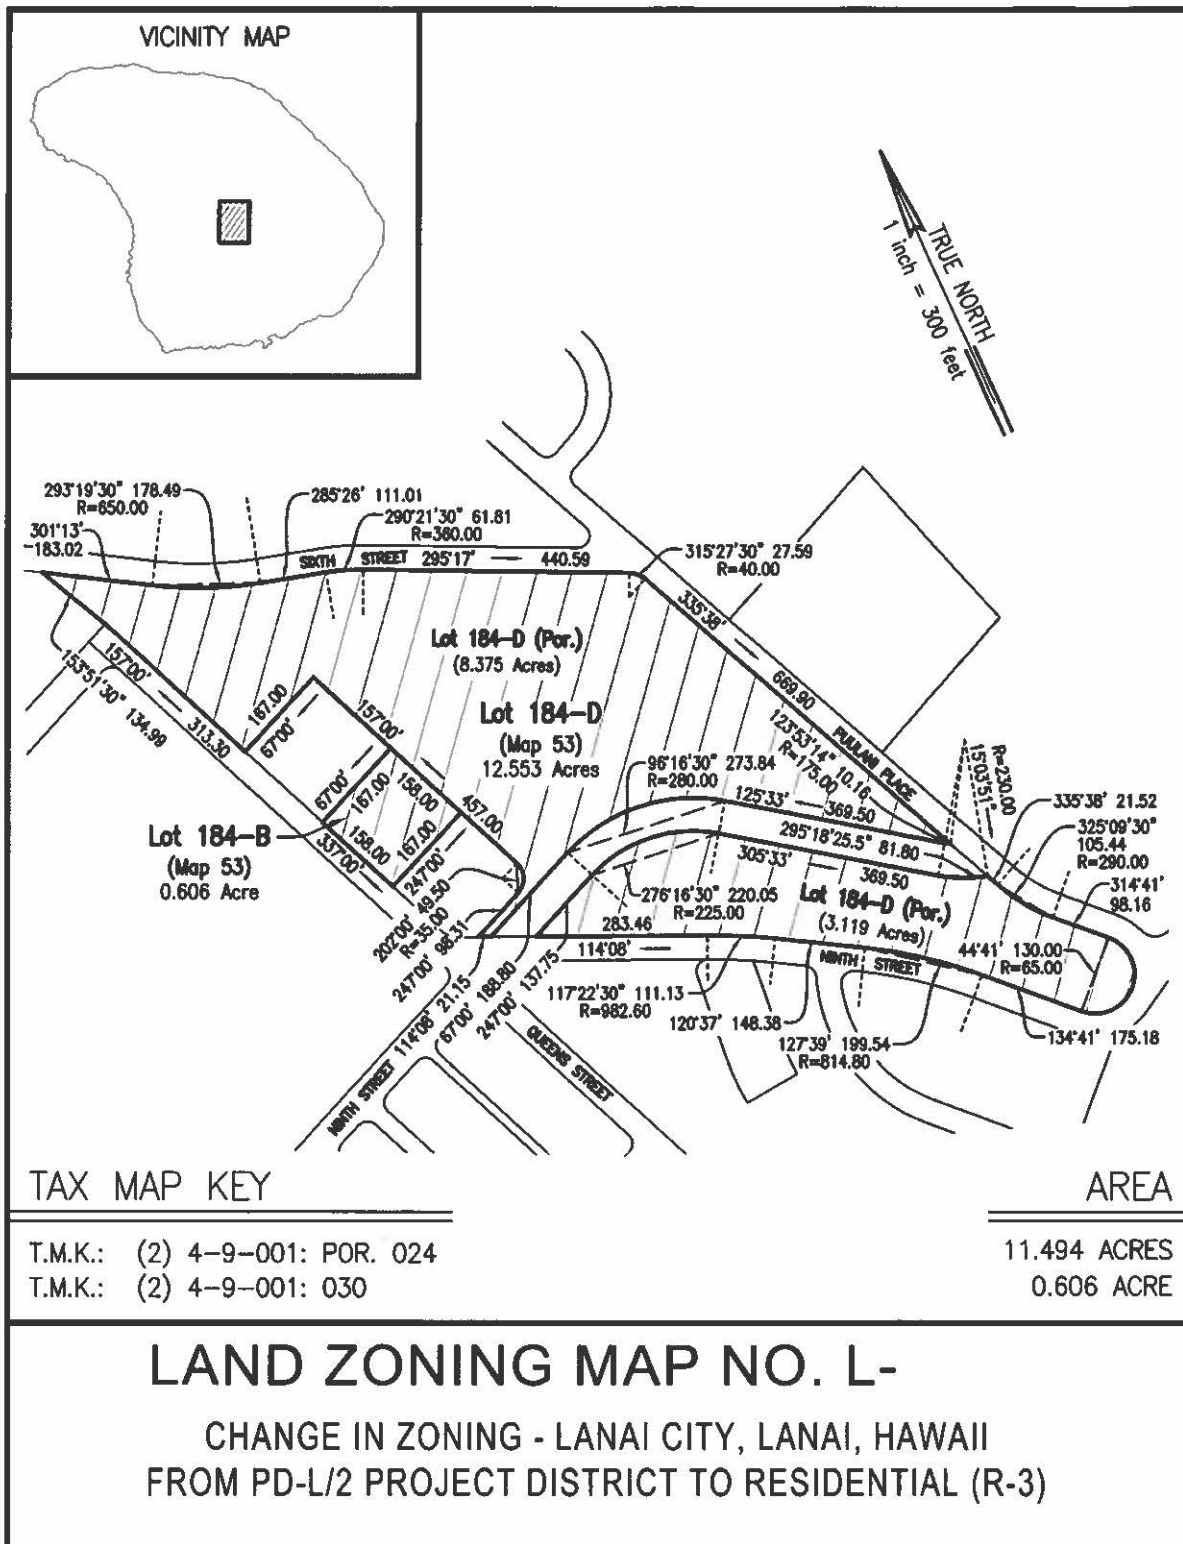 VICINITY MAP
TRUE NORTH
1 inch = 300 feet
293°19'30" 178.49
R=650.00
285°26' 111.01
290°21'30" 61.81
R=360.00
301°13'
183.02
SIXTH STREET 295°17' 440.59
315°27'30" 27.59
R=40.00
335°38' 669.90
PUULANI PLACE
Lot 184-D (Por.)
(8.375 Acres)
Lot 184-D
(Map 53)
12.553 Acres
153°51'30" 134.99
157°00' 313.30
167.00
67°00'
157°00' 457.00
67°00'
167.00
158.00
158.00
167.00
247°00'
337°00'
Lot 184-B
(Map 53)
0.606 Acre
123°53'14" 10.16
R=175.00
96°16'30" 273.84
R=280.00
125°33' 369.50
295°18'25.5" 81.80
305°33' 369.50
R=230.00
15°03'51"
335°38' 21.52
325°09'30"
105.44
R=290.00
314°41'
98.16
276°16'30" 220.05
R=225.00
Lot 184-D (Por.)
(3.119 Acres)
202°00' 49.50
R=35.00
247°00' 98.31
283.46
114°08'
44°41' 130.00
R=65.00
NINTH STREET
117°22'30" 111.13
R=982.60
120°37' 148.38
127°39' 199.54
R=814.80
134°41' 175.18
NINTH STREET 114°08' 21.15
67°00' 188.80
247°00' 137.75
QUEENS STREET
TAX MAP KEY
AREA
T.M.K.: (2) 4-9-001: POR. 024
11.494 ACRES
T.M.K.: (2) 4-9-001: 030
0.606 ACRE
LAND ZONING MAP NO. L-
CHANGE IN ZONING - LANAI CITY, LANAI, HAWAII
FROM PD-L/2 PROJECT DISTRICT TO RESIDENTIAL (R-3)